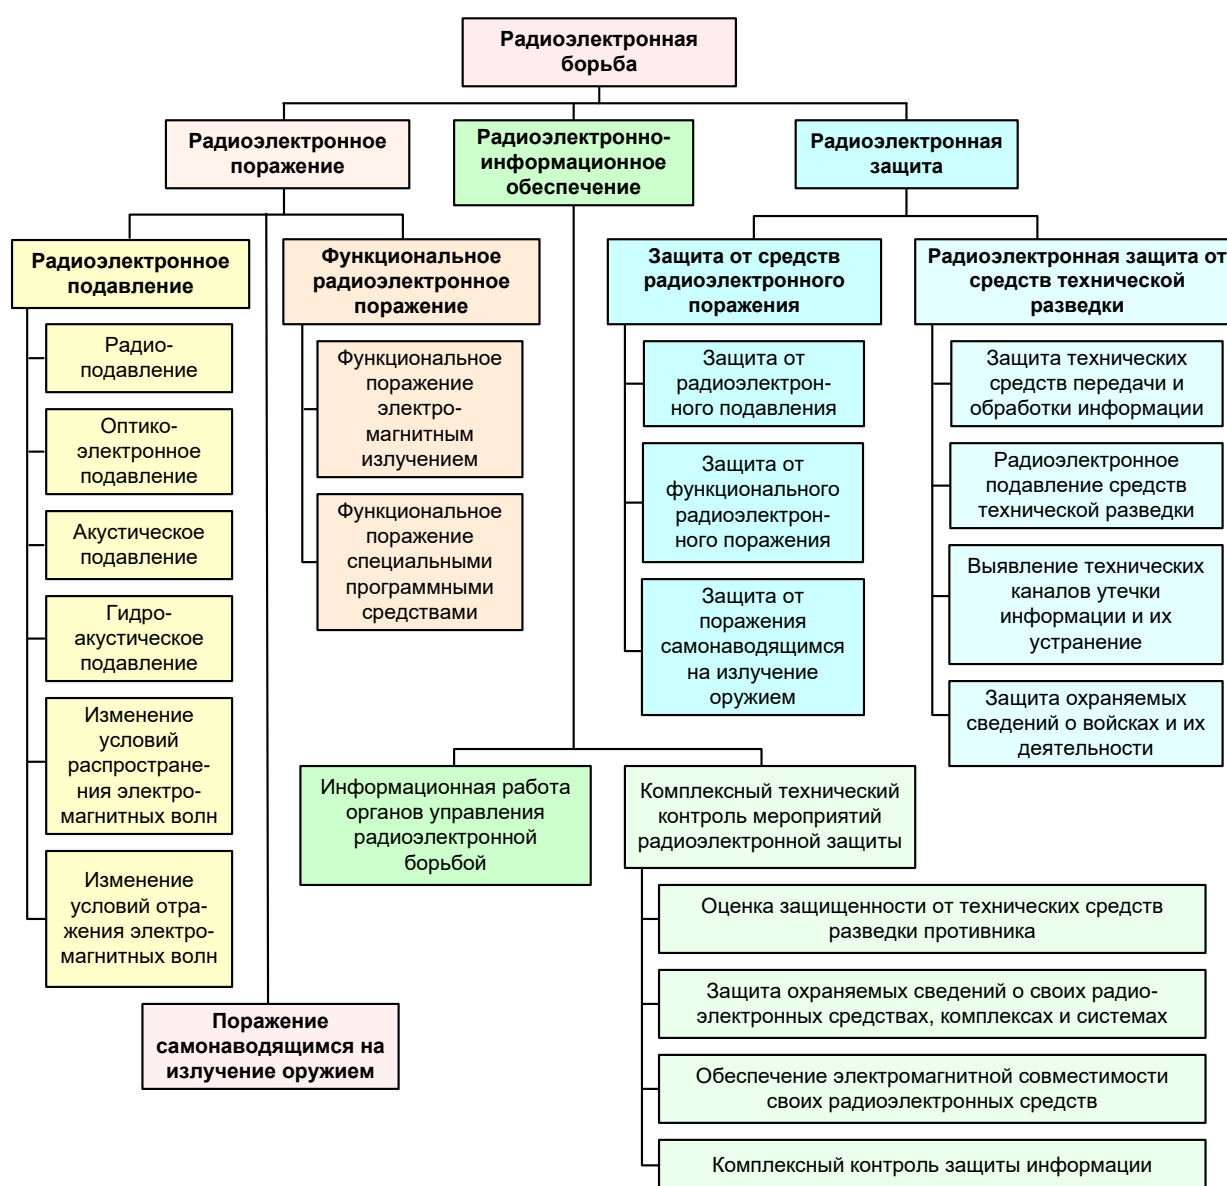 Радиоэлектронная
борьба
Радиоэлектронное
поражение
Радиоэлектронно-
информационное
обеспечение
Радиоэлектронная
защита
Радиоэлектронное
подавление
Функциональное
радиоэлектронное
поражение
Защита от средств
радиоэлектронного
поражения
Радиоэлектронная защита от
средств технической
разведки
Радио-
подавление
Оптико-
электронное
подавление
Акустическое
подавление
Гидро-
акустическое
подавление
Изменение
условий
распростране-
ния электро-
магнитных волн
Изменение
условий отра-
жения электро-
магнитных волн
Функциональное
поражение
электро-
магнитным
излучением
Функциональное
поражение
специальными
программными
средствами
Защита от
радиоэлектрон-
ного подавления
Защита от
функционального
радиоэлектрон-
ного поражения
Защита от
поражения
самонаводящимся
на излучение
оружием
Защита технических
средств передачи и
обработки информации
Радиоэлектронное
подавление средств
технической разведки
Выявление технических
каналов утечки
информации и их
устранение
Защита охраняемых
сведений о войсках и их
деятельности
Информационная работа
органов управления
радиоэлектронной
борьбой
Комплексный технический
контроль мероприятий
радиоэлектронной защиты
Оценка защищенности от технических средств
разведки противника
Защита охраняемых сведений о своих радио-
электронных средствах, комплексах и системах
Обеспечение электромагнитной совместимости
своих радиоэлектронных средств
Комплексный контроль защиты информации
Поражение
самонаводящимся на
излучение оружием